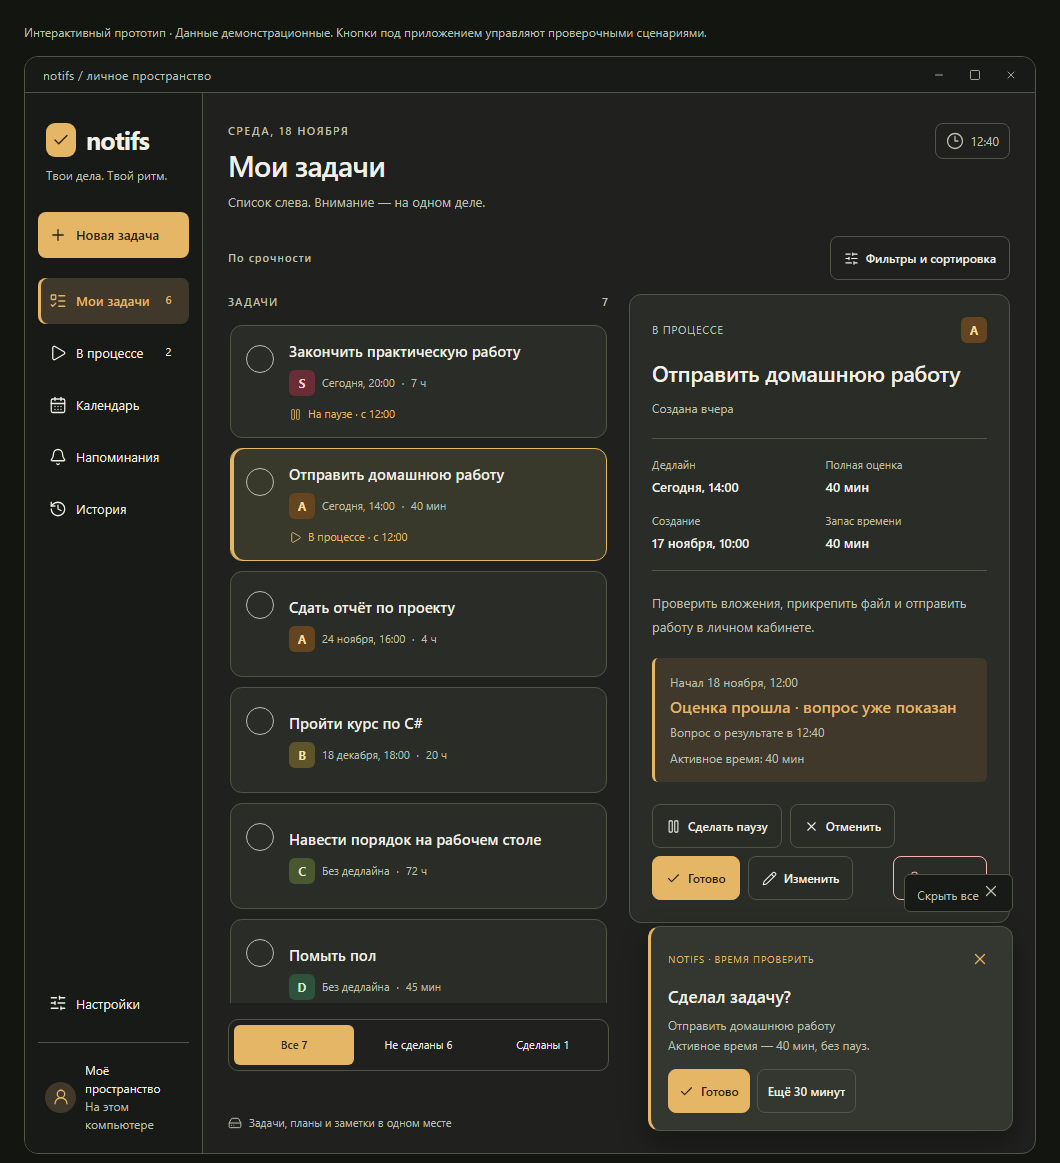 Интерактивный прототип · Данные демонстрационные. Кнопки под приложением управляют проверочными сценариями.
notifs / личное пространство
notifs
Твои дела. Твой ритм.
Новая задача
Мои задачи 6
В процессе 2
Календарь
Напоминания
История
Настройки
Моё
пространство
На этом
компьютере
СРЕДА, 18 НОЯБРЯ
Мои задачи
Список слева. Внимание — на одном деле.
12:40
По срочности
Фильтры и сортировка
ЗАДАЧИ 7
Закончить практическую работу
S Сегодня, 20:00 · 7 ч
На паузе · с 12:00
Отправить домашнюю работу
A Сегодня, 14:00 · 40 мин
В процессе · с 12:00
Сдать отчёт по проекту
A 24 ноября, 16:00 · 4 ч
Пройти курс по C#
B 18 декабря, 18:00 · 20 ч
Навести порядок на рабочем столе
C Без дедлайна · 72 ч
Помыть пол
D Без дедлайна · 45 мин
Все 7
Не сделаны 6
Сделаны 1
Задачи, планы и заметки в одном месте
В ПРОЦЕССЕ A
Отправить домашнюю работу
Создана вчера
Дедлайн
Сегодня, 14:00
Полная оценка
40 мин
Создание
17 ноября, 10:00
Запас времени
40 мин
Проверить вложения, прикрепить файл и отправить
работу в личном кабинете.
Начал 18 ноября, 12:00
Оценка прошла · вопрос уже показан
Вопрос о результате в 12:40
Активное время: 40 мин
Сделать паузу
Отменить
Готово
Изменить
Скрыть все
NOTIFS · ВРЕМЯ ПРОВЕРИТЬ
Сделал задачу?
Отправить домашнюю работу
Активное время — 40 мин, без пауз.
Готово
Ещё 30 минут